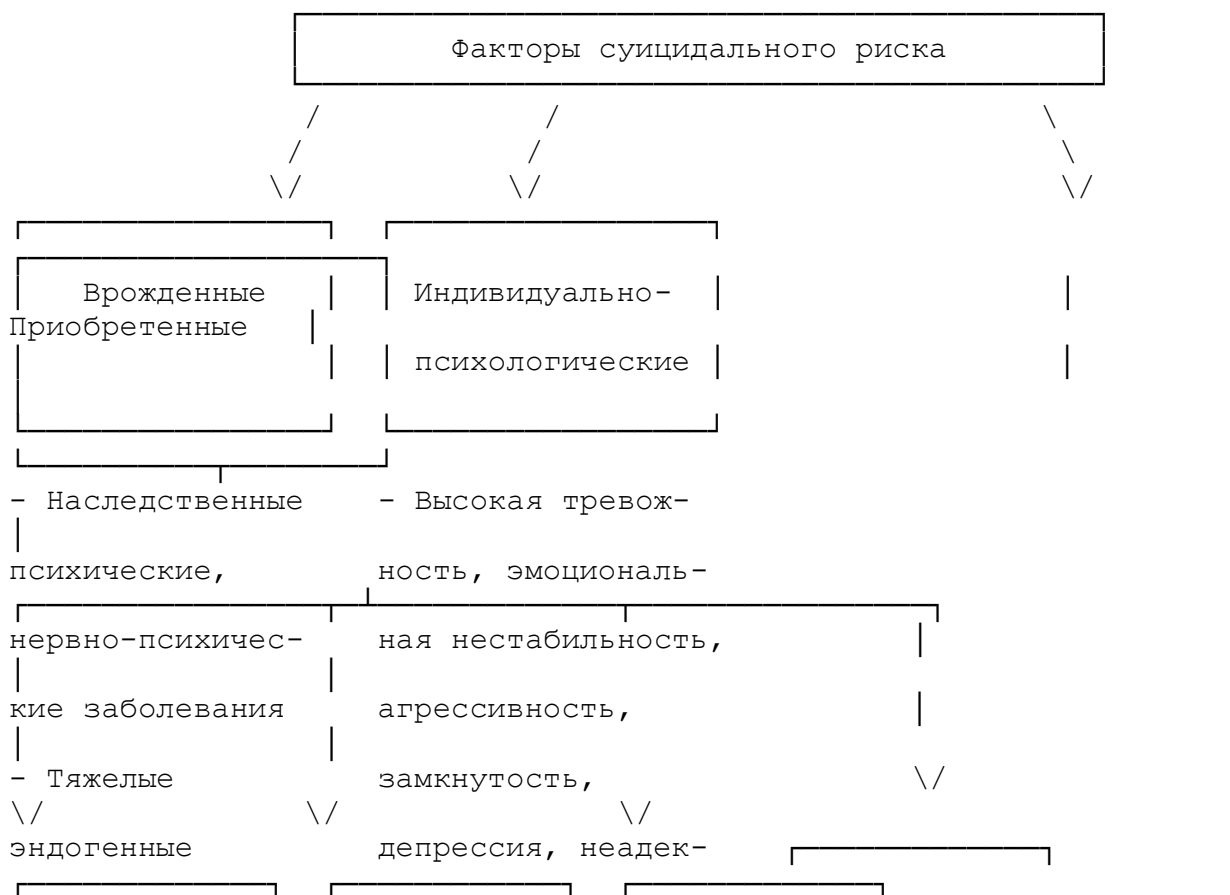 Факторы суицидального риска
Врожденные Индивидуально-
Приобретенные
психологические
- Наследственные - Высокая тревож-
психические, ность, эмоциональ-
нервно-психичес- ная нестабильность,
кие заболевания агрессивность,
- Тяжелые замкнутость,
эндогенные депрессия, неадек-